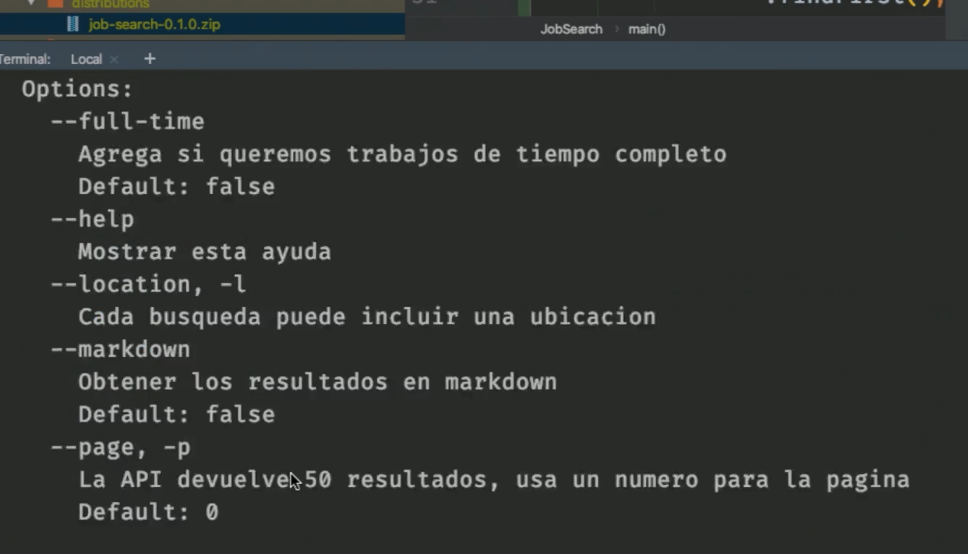 distributions
job-search-0.1.0.zip
JobSearch > main()
Terminal: Local × +
Options:
--full-time
Agrega si queremos trabajos de tiempo completo
Default: false
--help
Mostrar esta ayuda
--location, -l
Cada busqueda puede incluir una ubicacion
--markdown
Obtener los resultados en markdown
Default: false
--page, -p
La API devuelve 50 resultados, usa un numero para la pagina
Default: 0